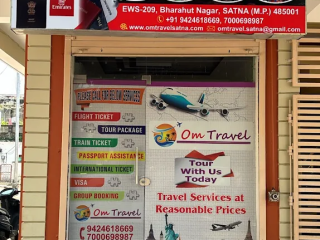 Emirates
EWS-209, Bharahut Nagar, SATNA (M.P.) 485001
+91 9424618669, 7000698987
www.omtravelsatna.com omtravel.satna@gmail.com
FLIGHT TICKET
TOUR PACKAGE
TRAIN TICKET
PASSPORT ASSISTANCE
INTERNATIONAL TICKET
VISA
GROUP BOOKING
Om Travel
9424618669
7000698987
Om Travel
Tour
With Us
Today
Travel Services at
Reasonable Prices